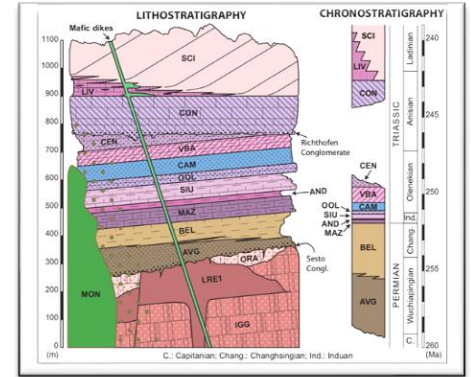 LITHOSTRATIGRAPHY
CHRONOSTRATIGRAPHY
Mafic dikes
1100
1000
900
800
700
600
500
400
300
200
100
0
(m)
SCI
LIV
CON
CEN
VBA
CAM
OOL
SIU
AND
MAZ
BEL
AVG
ORA
LRE1
MON
IGG
Richthofen
Conglomerate
Sesto
Congl.
SCI
LIV
CON
CEN
VBA
OOL
CAM
SIU
AND
MAZ
BEL
AVG
TRIASSIC
PERMIAN
Ladinian
Anisian
Olenekian
Ind.
Chang.
Wuchiapingian
C.
240
245
250
255
260
(Ma)
C.: Capitanian; Chang.: Changhsingian; Ind.: Induan